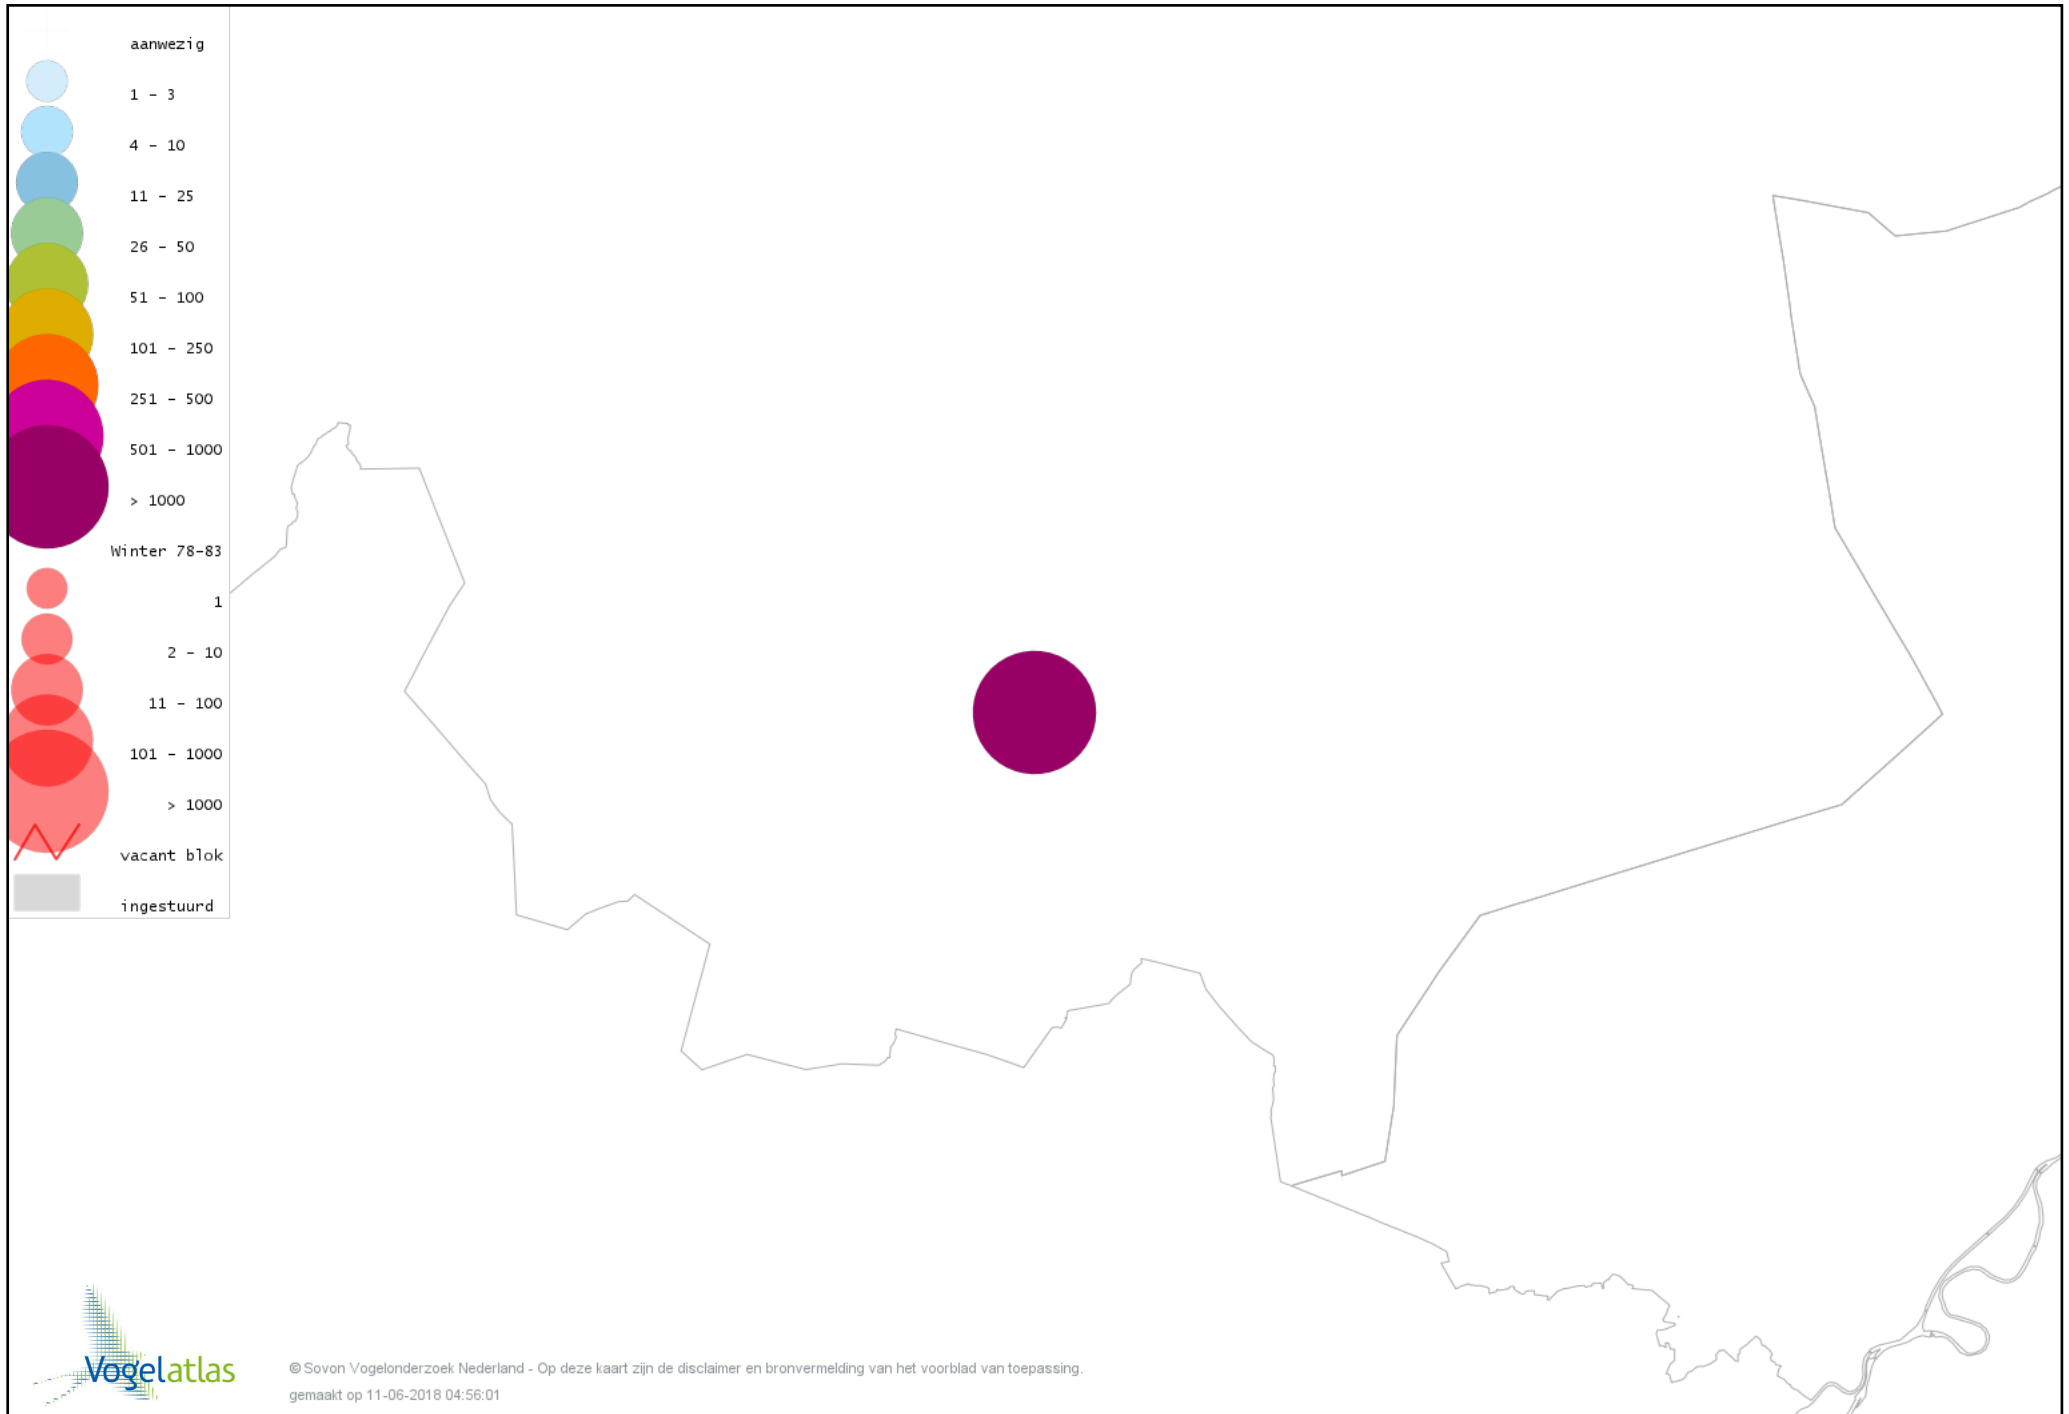 aanwezig
1 - 3
4 - 10
11 - 25
26 - 50
51 - 100
101 - 250
251 - 500
501 - 1000
> 1000
Winter 78-83
1
2 - 10
11 - 100
101 - 1000
> 1000
vacant blok
ingestuurd
Vogelatlas
© Sovon Vogelonderzoek Nederland - Op deze kaart zijn de disclaimer en bronvermelding van het voorblad van toepassing.
gemaakt op 11-06-2018 04:56:01